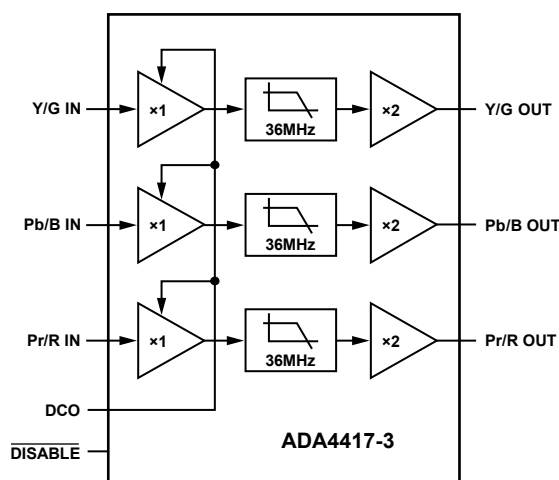 Y/G IN
×1
36MHz
×2
Y/G OUT
Pb/B IN
×1
36MHz
×2
Pb/B OUT
Pr/R IN
×1
36MHz
×2
Pr/R OUT
DCO
DISABLE
ADA4417-3